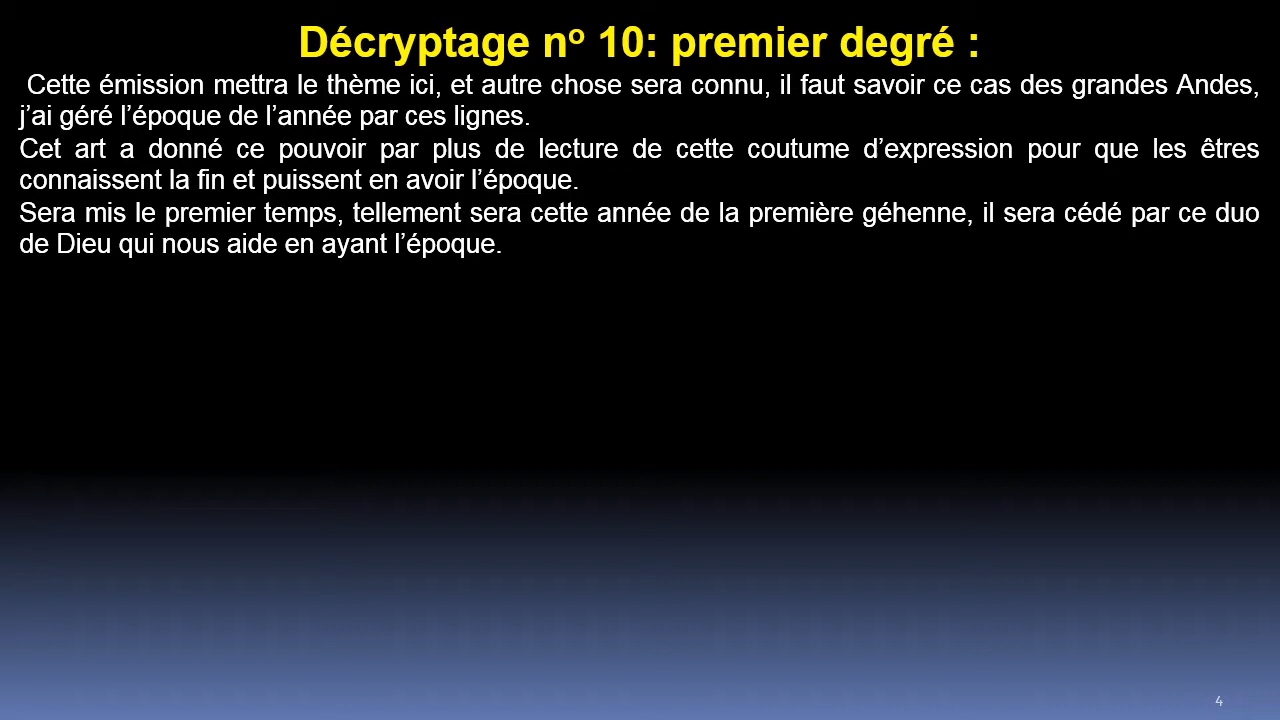 Décryptage nº 10: premier degré :
Cette émission mettra le thème ici, et autre chose sera connu, il faut savoir ce cas des grandes Andes,
j’ai géré l’époque de l’année par ces lignes.
Cet art a donné ce pouvoir par plus de lecture de cette coutume d’expression pour que les êtres
connaissent la fin et puissent en avoir l’époque.
Sera mis le premier temps, tellement sera cette année de la première géhenne, il sera cédé par ce duo
de Dieu qui nous aide en ayant l’époque.
4